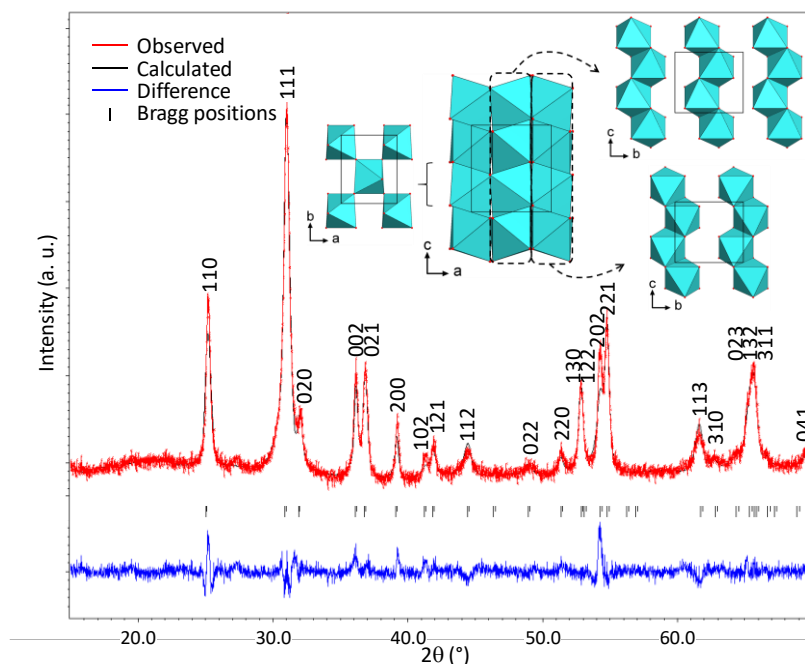 Observed
Calculated
Difference
Bragg positions
Intensity (a. u.)
110
111
020
002
021
200
102
121
112
022
220
130
122
202
221
113
310
023
132
311
041
b
a
c
a
c
b
c
b
20.0
30.0
40.0
50.0
60.0
2θ (°)